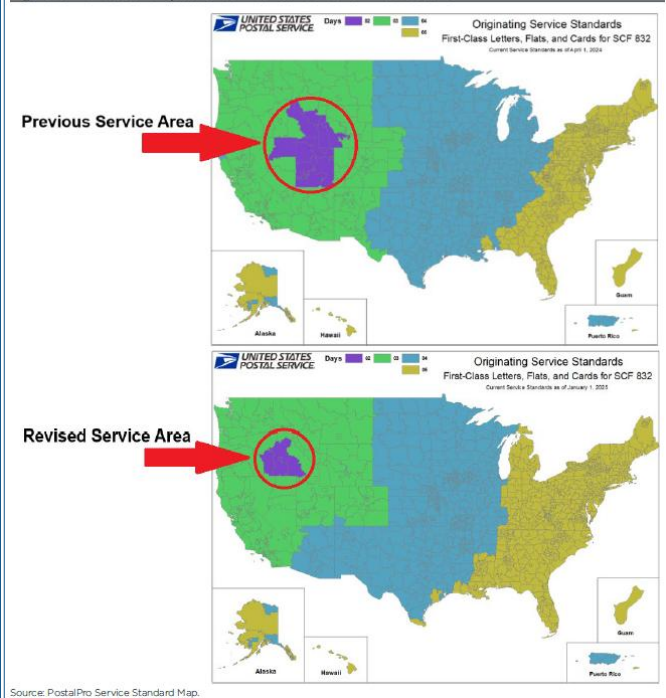 UNITED STATES
POSTAL SERVICE
Days 02 03 04
05
Originating Service Standards
First-Class Letters, Flats, and Cards for SCF 832
Current Service Standards as of April 1, 2024
Previous Service Area
Alaska
Hawaii
Guam
Puerto Rico
UNITED STATES
POSTAL SERVICE
Days 02 03 04
05
Originating Service Standards
First-Class Letters, Flats, and Cards for SCF 832
Current Service Standards as of January 1, 2025
Revised Service Area
Alaska
Hawaii
Guam
Puerto Rico
Source: PostalPro Service Standard Map.